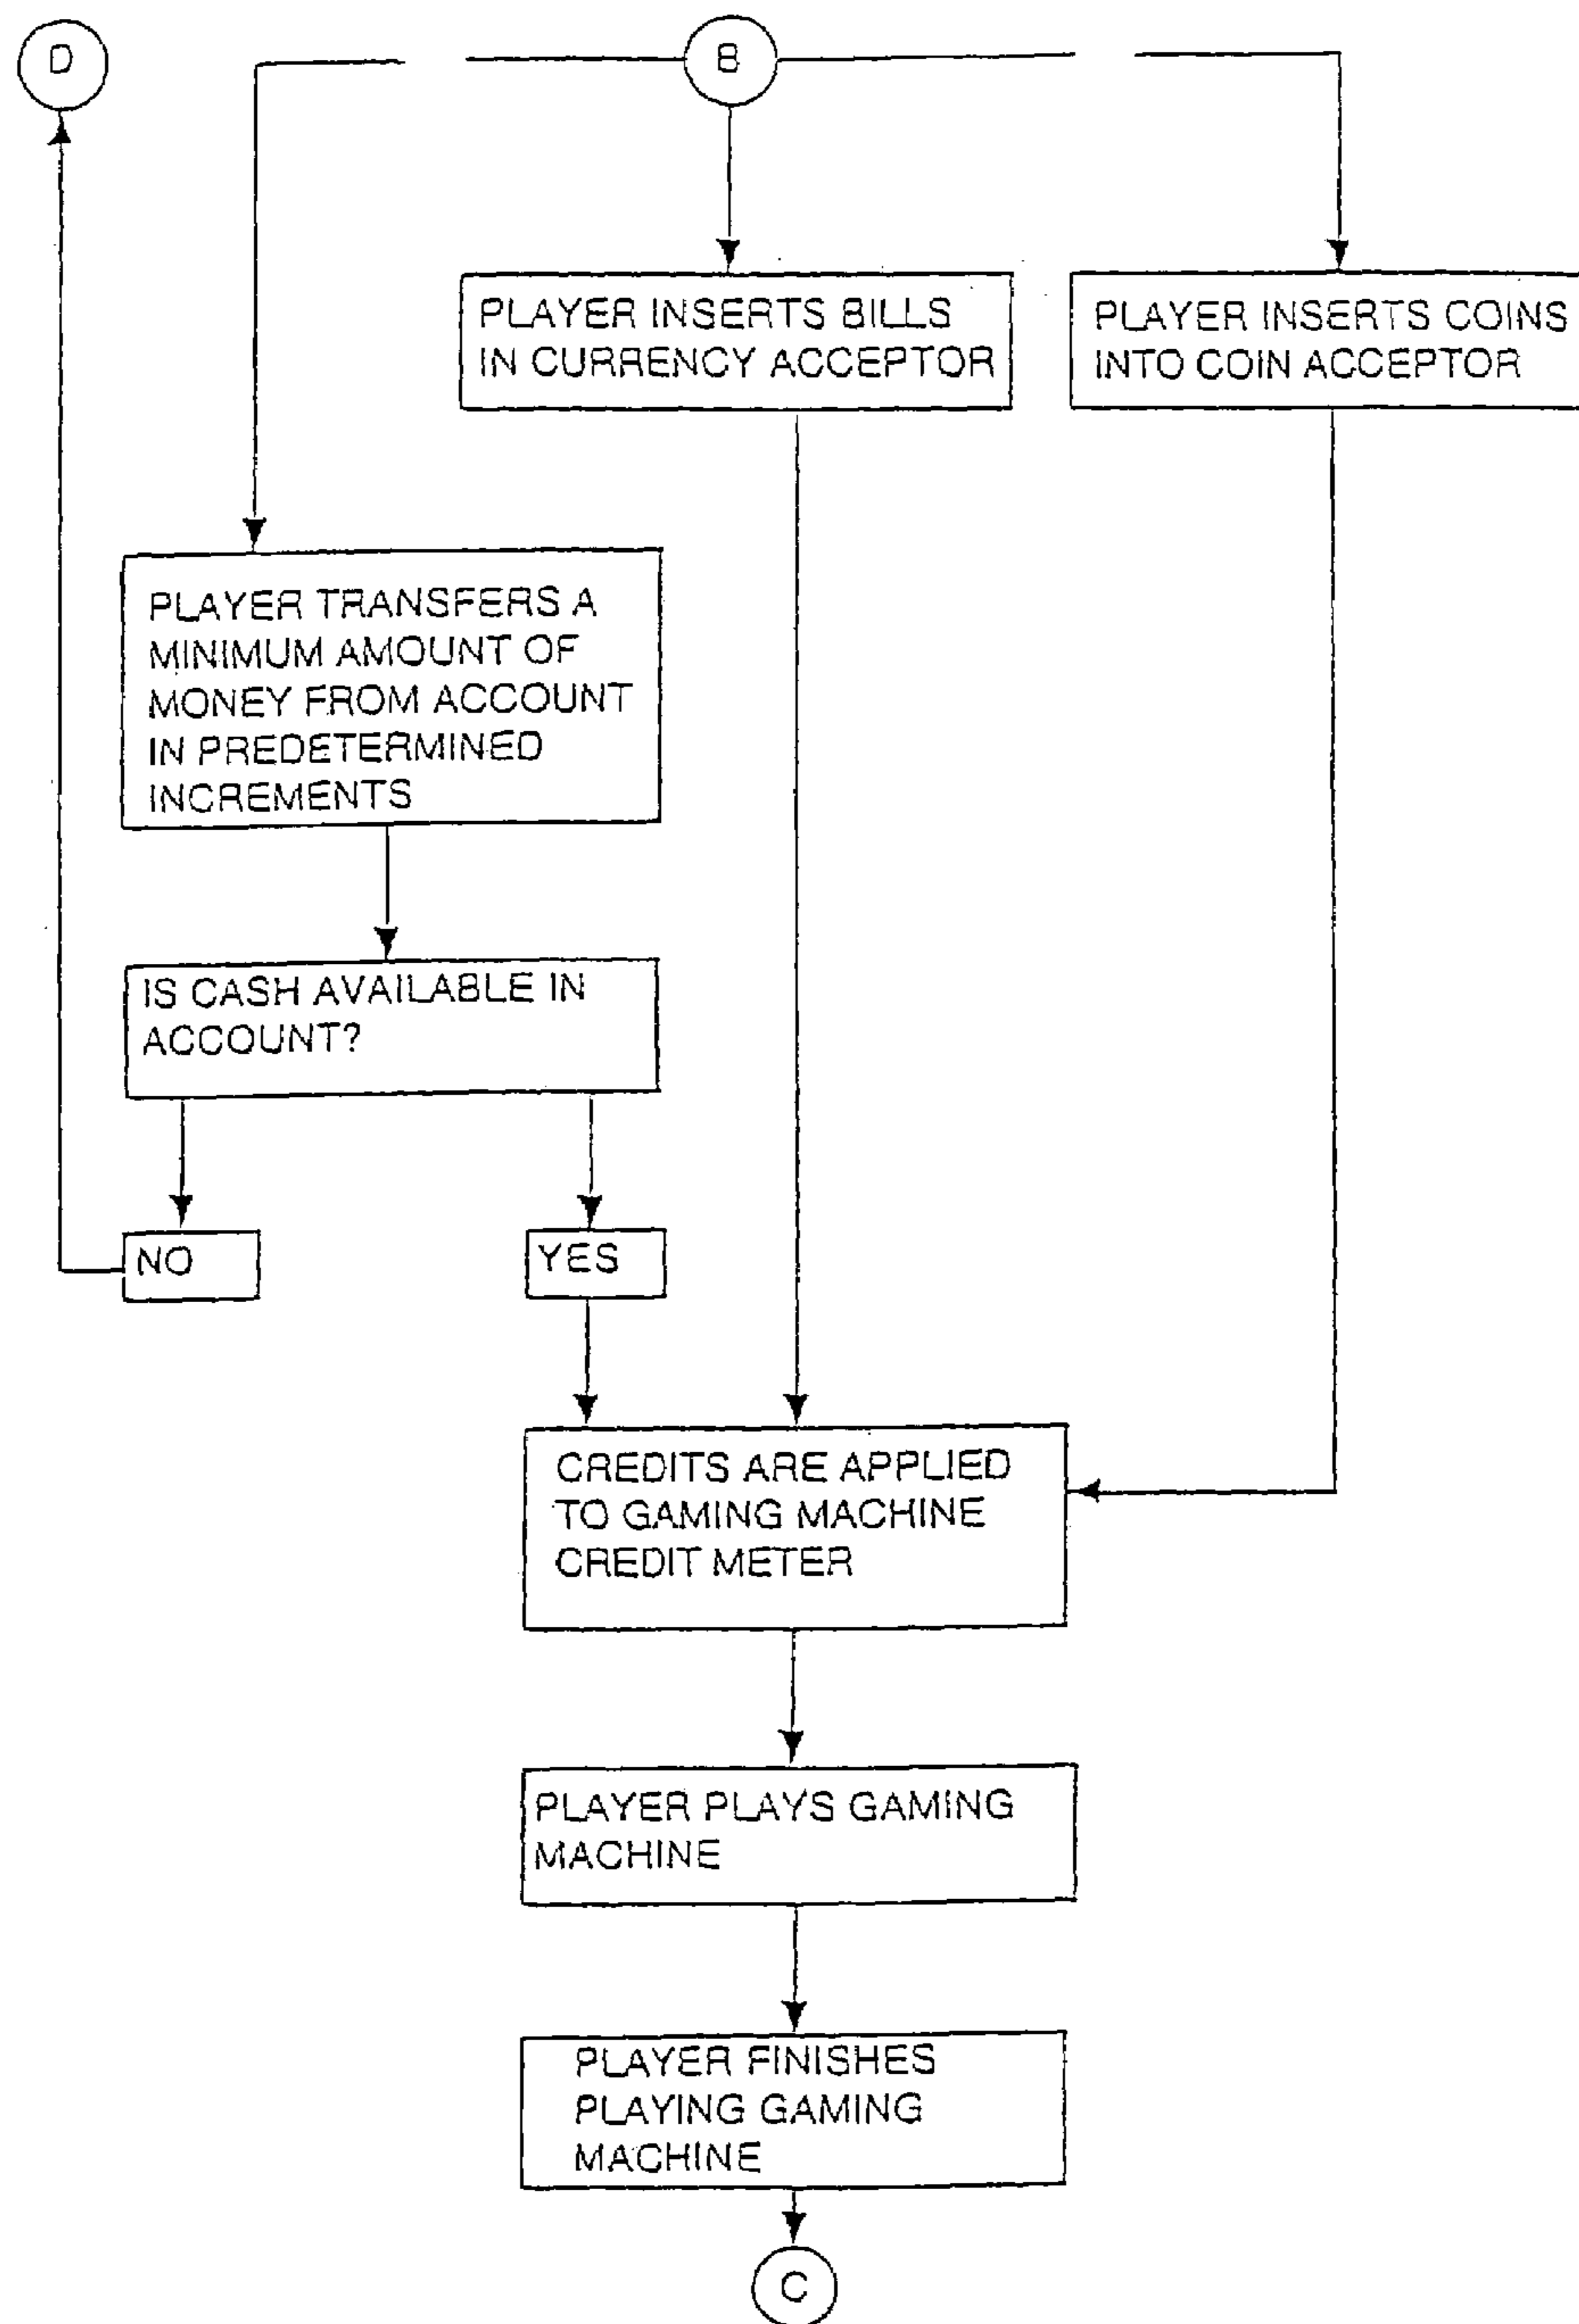 D
B
PLAYER INSERTS BILLS
IN CURRENCY ACCEPTOR
PLAYER INSERTS COINS
INTO COIN ACCEPTOR
PLAYER TRANSFERS A
MINIMUM AMOUNT OF
MONEY FROM ACCOUNT
IN PREDETERMINED
INCREMENTS
IS CASH AVAILABLE IN
ACCOUNT?
NO
YES
CREDITS ARE APPLIED
TO GAMING MACHINE
CREDIT METER
PLAYER PLAYS GAMING
MACHINE
PLAYER FINISHES
PLAYING GAMING
MACHINE
C